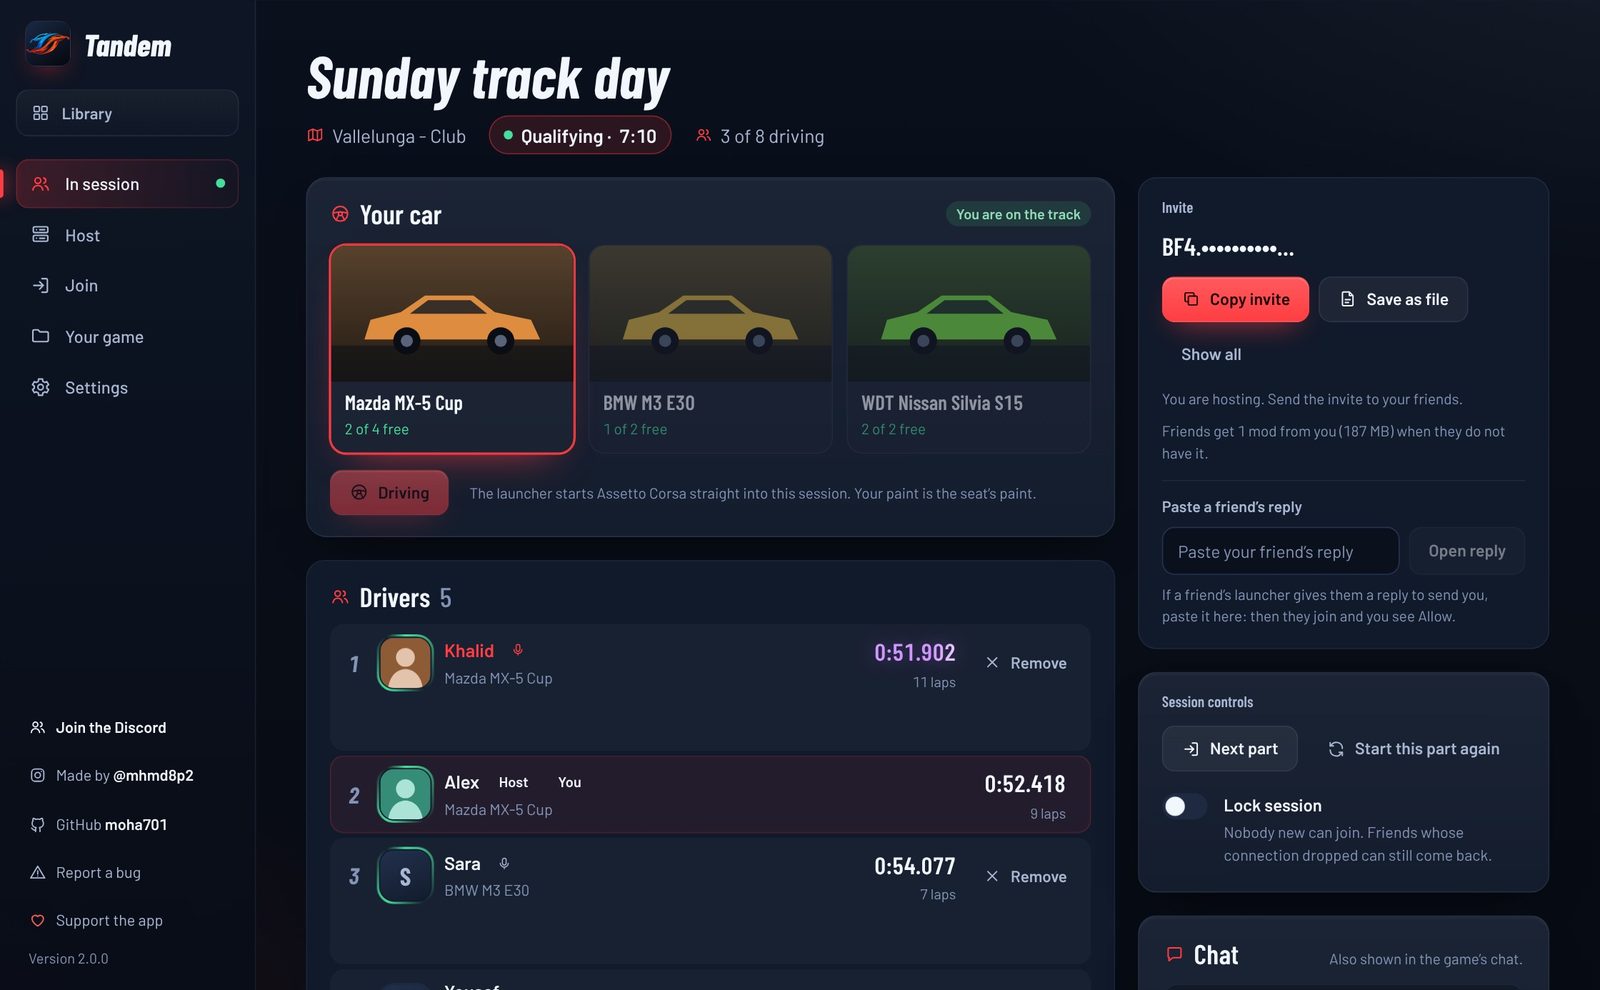 Tandem
Library
In session
Host
Join
Your game
Settings
Join the Discord
Made by @mhmd8p2
GitHub moha701
Report a bug
Support the app
Version 2.0.0
Sunday track day
Vallelunga - Club
Qualifying · 7:10
3 of 8 driving
Your car
You are on the track
Mazda MX-5 Cup
2 of 4 free
BMW M3 E30
1 of 2 free
WDT Nissan Silvia S15
2 of 2 free
Driving
The launcher starts Assetto Corsa straight into this session. Your paint is the seat's paint.
Drivers 5
1
Khalid
Mazda MX-5 Cup
0:51.902
11 laps
Remove
2
Alex Host You
Mazda MX-5 Cup
0:52.418
9 laps
3
S
Sara
BMW M3 E30
0:54.077
7 laps
Remove
Invite
BF4.••••••••••...
Copy invite
Save as file
Show all
You are hosting. Send the invite to your friends.
Friends get 1 mod from you (187 MB) when they do not
have it.
Paste a friend's reply
Paste your friend's reply
Open reply
If a friend's launcher gives them a reply to send you,
paste it here: then they join and you see Allow.
Session controls
Next part
Start this part again
Lock session
Nobody new can join. Friends whose
connection dropped can still come back.
Chat
Also shown in the game's chat.